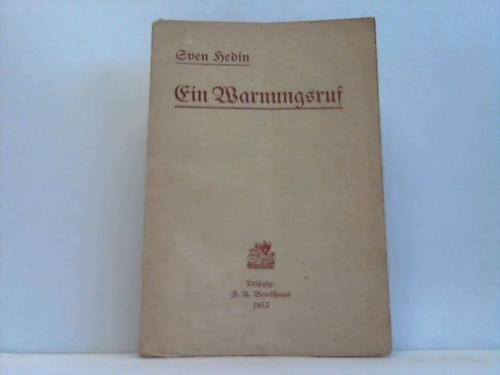 Sven Hedin
Ein Warnungsruf
Leipzig:
F. A. Brockhaus
1912